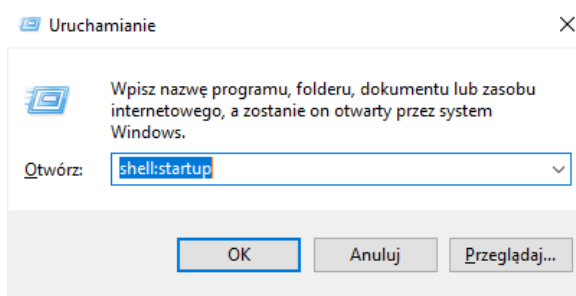 Uruchamianie
Wpisz nazwę programu, folderu, dokumentu lub zasobu
internetowego, a zostanie on otwarty przez system
Windows.
Otwórz: shell:startup
OK Anuluj Przeglądaj...